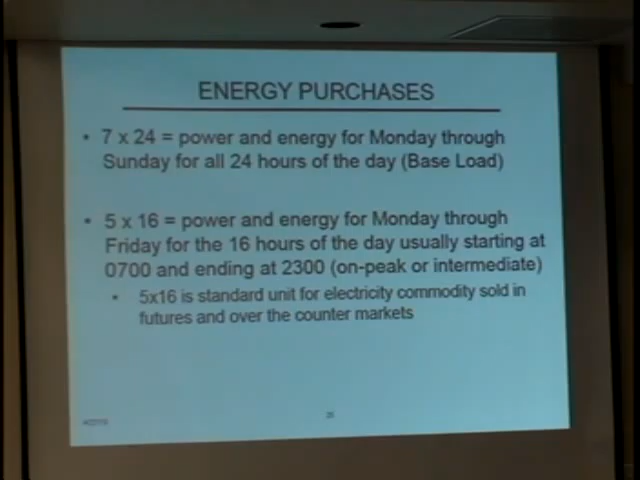 ENERGY PURCHASES
• 7 x 24 = power and energy for Monday through
Sunday for all 24 hours of the day (Base Load)
• 5 x 16 = power and energy for Monday through
Friday for the 16 hours of the day usually starting at
0700 and ending at 2300 (on-peak or intermediate)
• 5x16 is standard unit for electricity commodity sold in
futures and over the counter markets